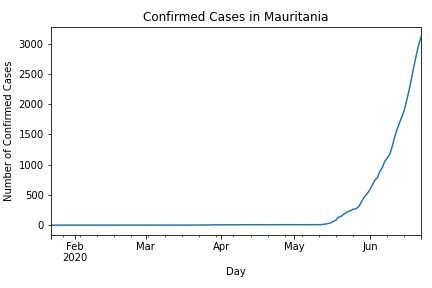 Confirmed Cases in Mauritania
Number of Confirmed Cases
3000
2500
2000
1500
1000
500
0
Feb
2020
Mar
Apr
May
Jun
Day